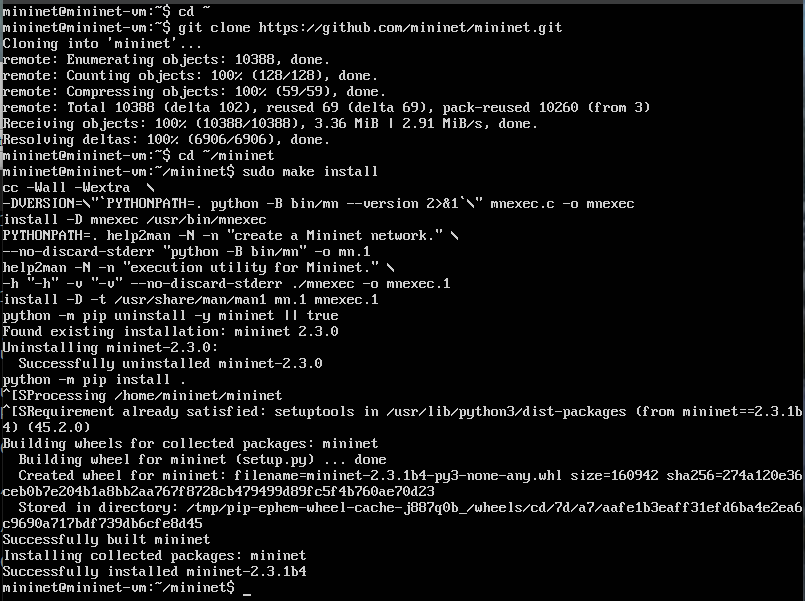 mininet@mininet-vm:~$ cd ~
mininet@mininet-vm:~$ git clone https://github.com/mininet/mininet.git
Cloning into 'mininet'...
remote: Enumerating objects: 10388, done.
remote: Counting objects: 100% (128/128), done.
remote: Compressing objects: 100% (59/59), done.
remote: Total 10388 (delta 102), reused 69 (delta 69), pack-reused 10260 (from 3)
Receiving objects: 100% (10388/10388), 3.36 MiB | 2.91 MiB/s, done.
Resolving deltas: 100% (6906/6906), done.
mininet@mininet-vm:~$ cd ~/mininet
mininet@mininet-vm:~/mininet$ sudo make install
cc -Wall -Wextra  \
-DVERSION=\"`PYTHONPATH=. python -B bin/mn --version 2>&1`\" mnexec.c -o mnexec
install -D mnexec /usr/bin/mnexec
PYTHONPATH=. help2man -N -n "create a Mininet network." \
--no-discard-stderr "python -B bin/mn" -o mn.1
help2man -N -n "execution utility for Mininet." \
-h "-h" -v "-v" --no-discard-stderr ./mnexec -o mnexec.1
install -D -t /usr/share/man/man1 mn.1 mnexec.1
python -m pip uninstall -y mininet || true
Found existing installation: mininet 2.3.0
Uninstalling mininet-2.3.0:
  Successfully uninstalled mininet-2.3.0
python -m pip install .
^[SProcessing /home/mininet/mininet
^[SRequirement already satisfied: setuptools in /usr/lib/python3/dist-packages (from mininet==2.3.1b
4) (45.2.0)
Building wheels for collected packages: mininet
  Building wheel for mininet (setup.py) ... done
  Created wheel for mininet: filename=mininet-2.3.1b4-py3-none-any.whl size=160942 sha256=274a120e36
ceb0b7e204b1a8bb2aa767f8728cb479499d89fc5f4b760ae70d23
  Stored in directory: /tmp/pip-ephem-wheel-cache-j887q0b_/wheels/cd/7d/a7/aafe1b3eaff31efd6ba4e2ea6
c9690a717bdf739db6cfe8d45
Successfully built mininet
Installing collected packages: mininet
Successfully installed mininet-2.3.1b4
mininet@mininet-vm:~/mininet$ _